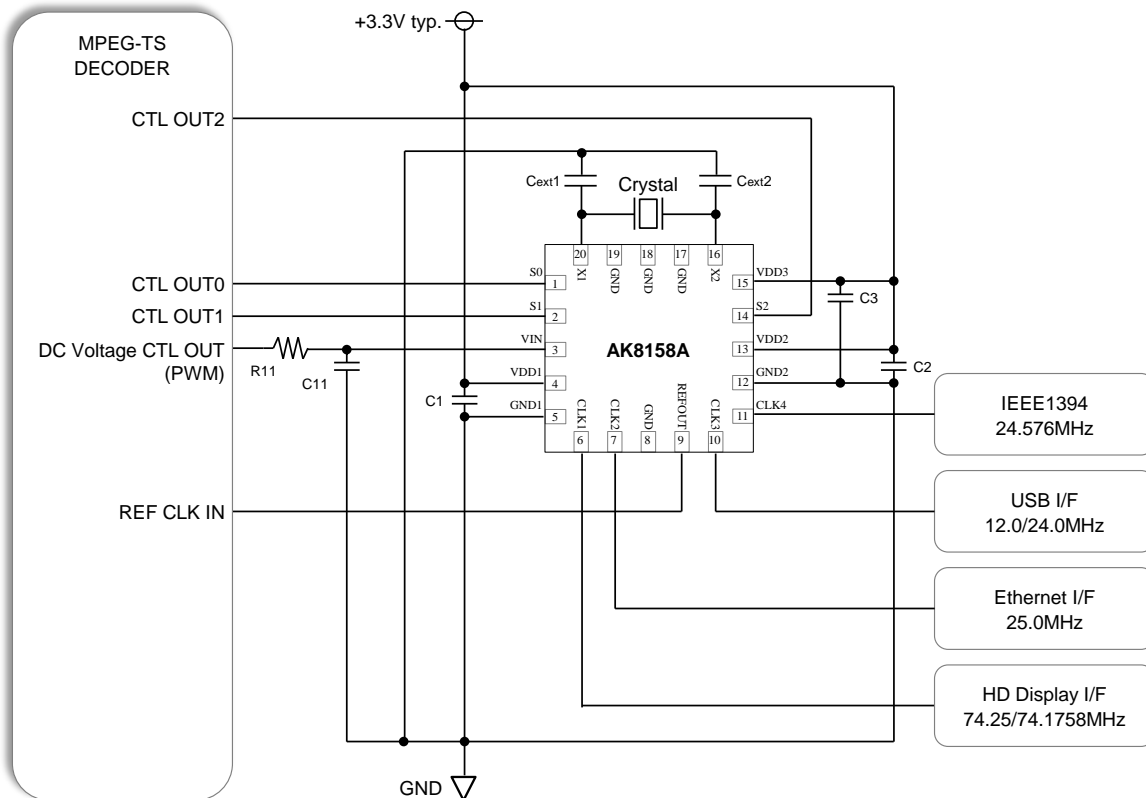 +3.3V typ.
MPEG-TS
DECODER
CTL OUT2
Cext1
Crystal
Cext2
20
19
18
17
16
X1
GND
GND
GND
X2
S0
1
VDD3
15
C3
CTL OUT0
S1
2
S2
14
CTL OUT1
VIN
3
AK8158A
VDD2
13
DC Voltage CTL OUT
(PWM)
R11
C11
C2
VDD1
4
GND2
12
C1
GND1
5
CLK4
11
CLK1
CLK2
GND
REFOUT
CLK3
6
7
8
9
10
IEEE1394
24.576MHz
REF CLK IN
USB I/F
12.0/24.0MHz
Ethernet I/F
25.0MHz
HD Display I/F
74.25/74.1758MHz
GND